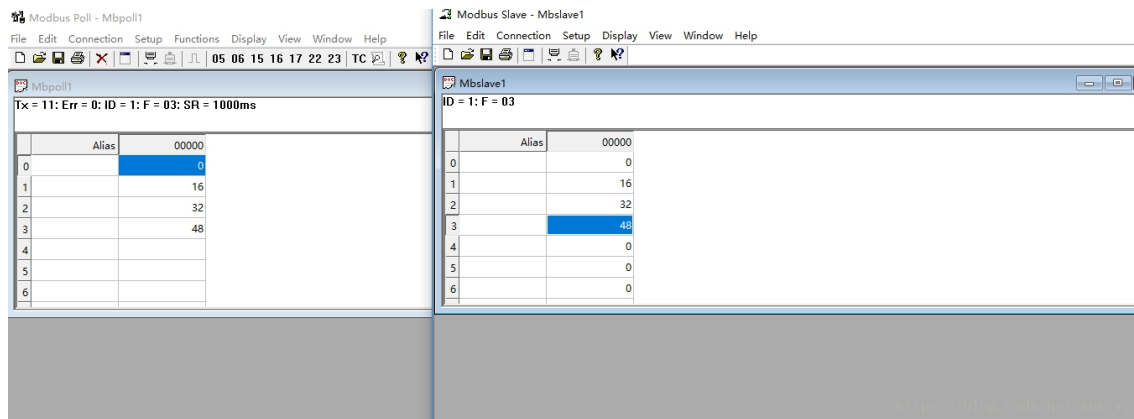 Modbus Poll - Mbpoll1
File Edit Connection Setup Functions Display View Window Help
05 06 15 16 17 22 23 TC
Mbpoll1
Tx = 11: Err = 0: ID = 1: F = 03: SR = 1000ms
Alias 00000
0 0
1 16
2 32
3 48
4
5
6
Modbus Slave - Mbslave1
File Edit Connection Setup Display View Window Help
Mbslave1
ID = 1: F = 03
Alias 00000
0 0
1 16
2 32
3 48
4 0
5 0
6 0